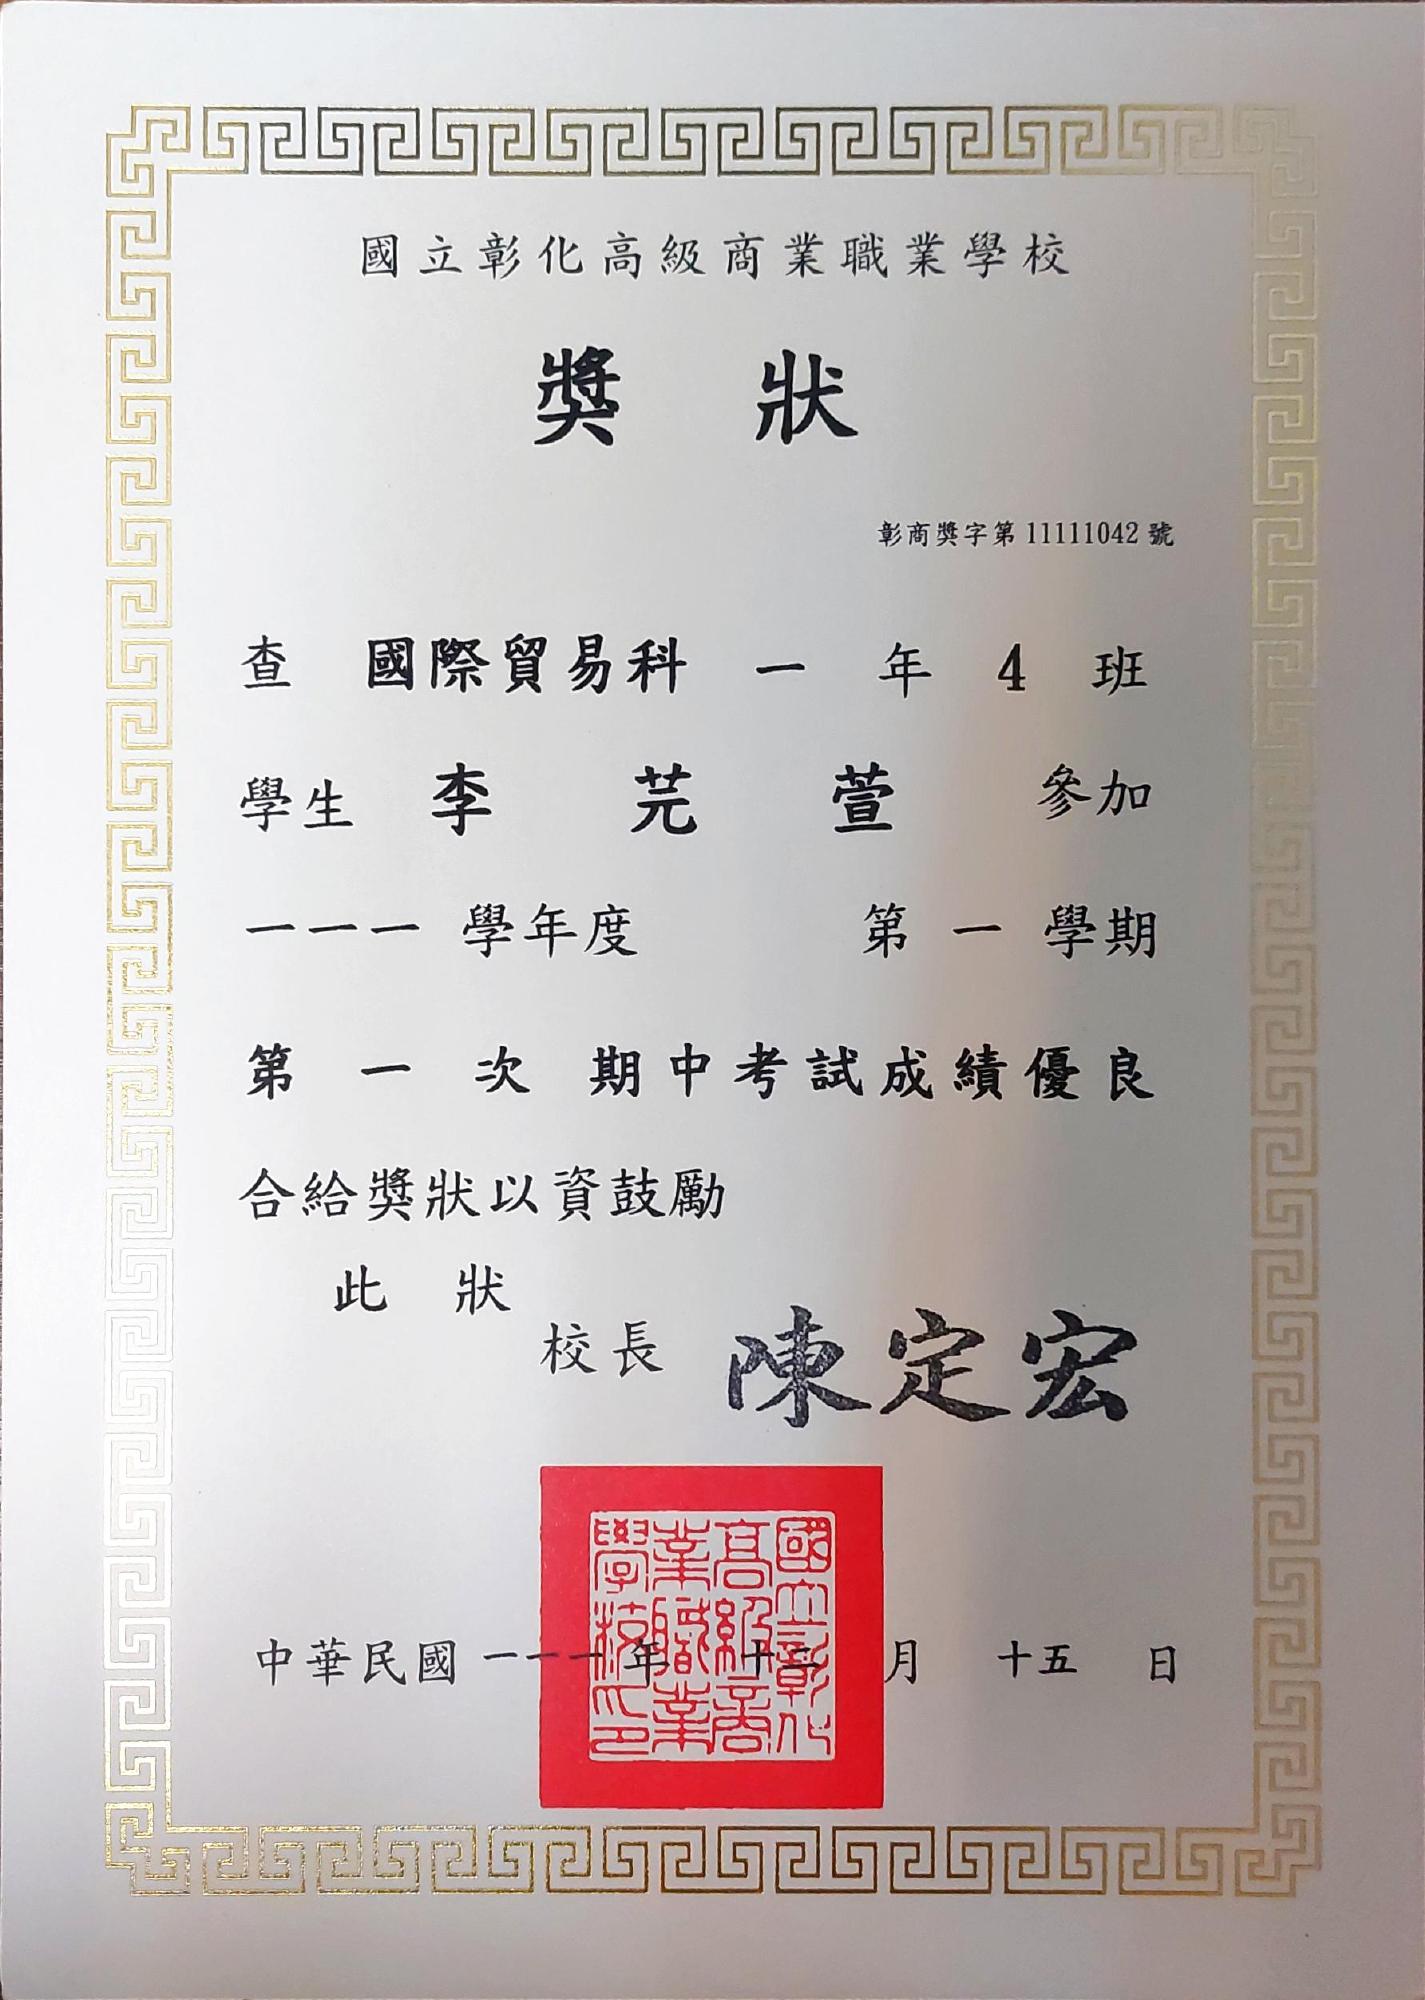 國立彰化高級商業職業學校
獎狀
彰商獎字第11111042號
查 國際貿易科 一 年 4 班
學生 李芫萱 參加
一一一 學年度 第 一 學期
第 一 次 期中考試成績優良
合給獎狀以資鼓勵
此狀
校長 陳定宏
國立彰化高級商業職業學校印
中華民國 一一一 年 十二 月 十五 日